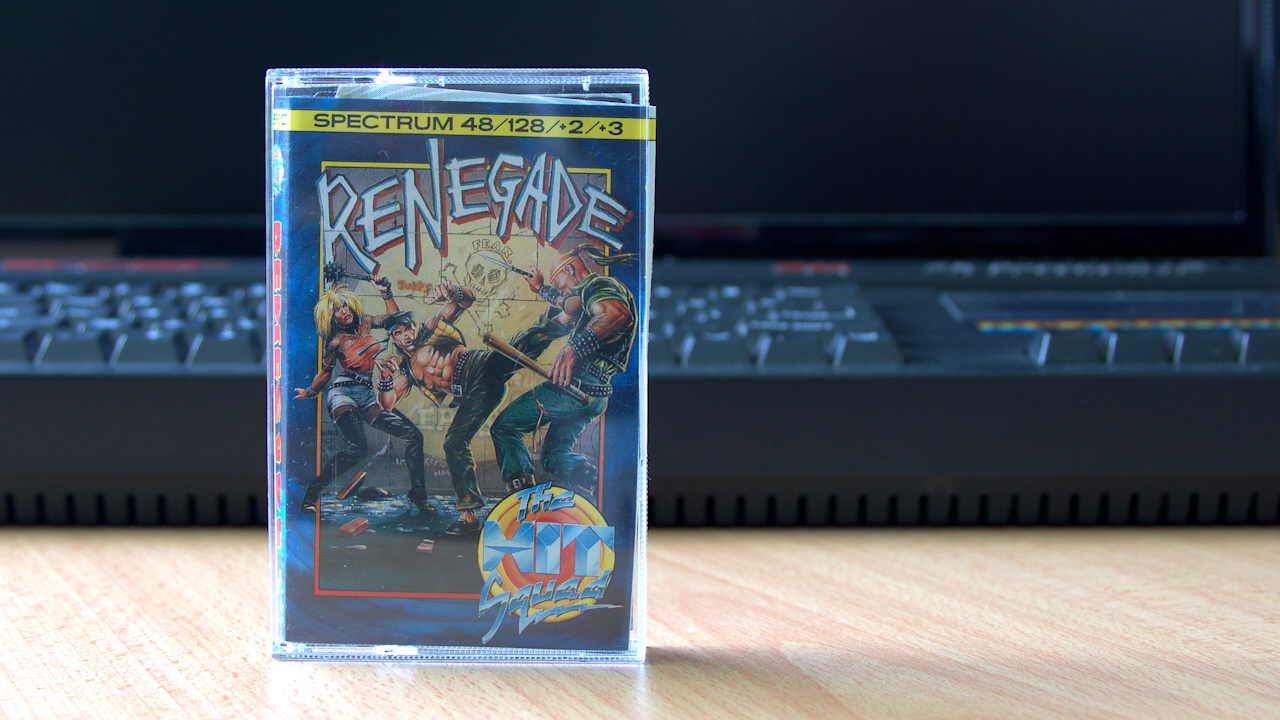 SPECTRUM 48/128/+2/+3
RENEGADE
FEAR
The
HIT
Squad